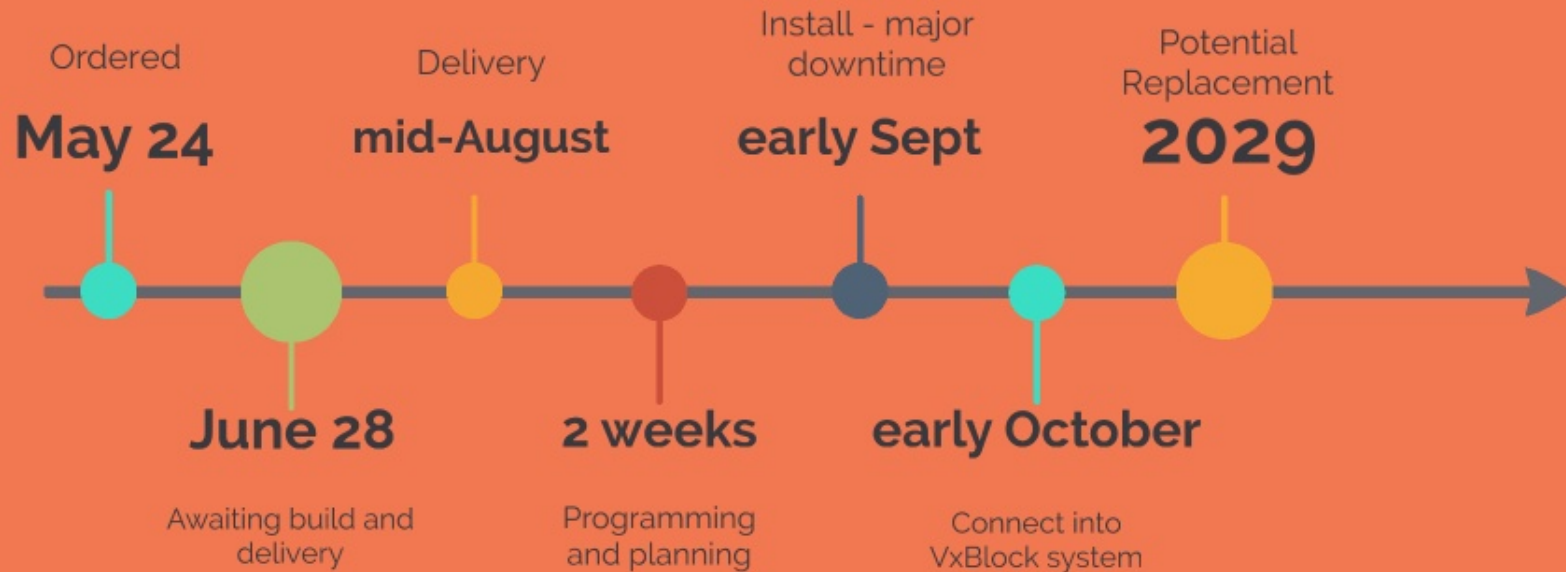 Ordered
May 24
Delivery
mid-August
Install - major
downtime
early Sept
Potential
Replacement
2029
June 28
Awaiting build and
delivery
2 weeks
Programming
and planning
early October
Connect into
VxBlock system